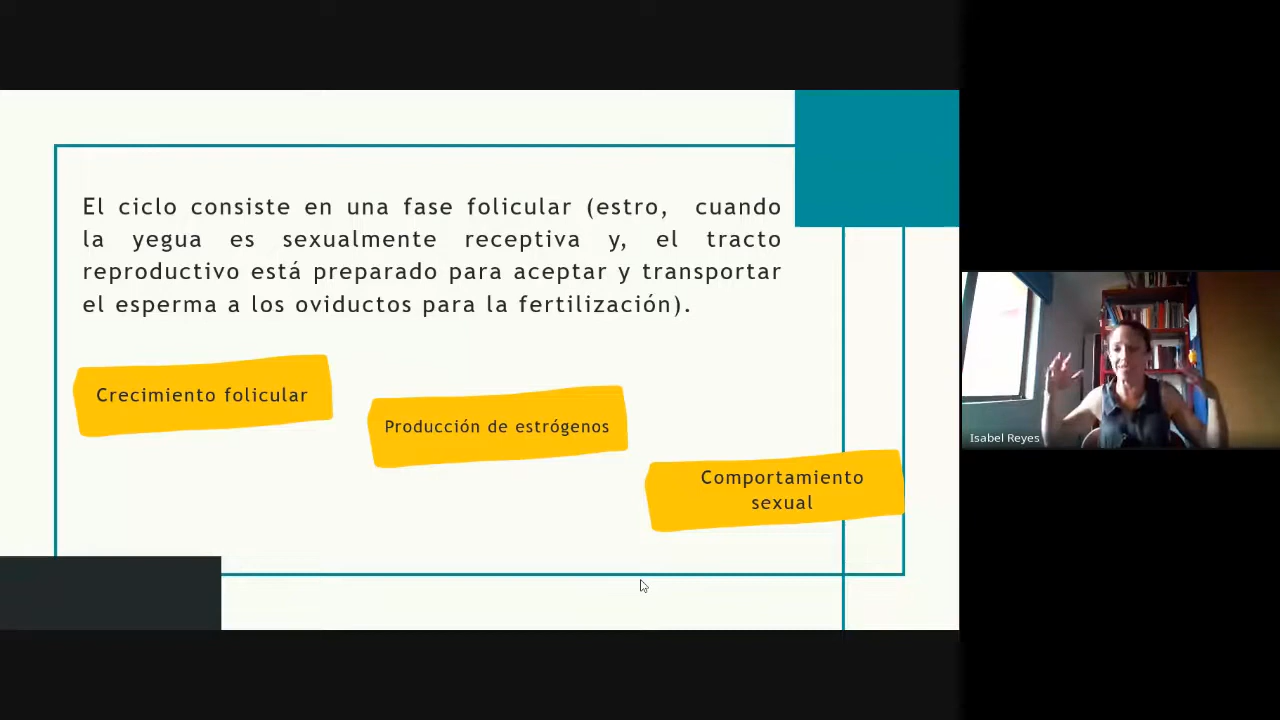 El ciclo consiste en una fase folicular (estro, cuando
la yegua es sexualmente receptiva y, el tracto
reproductivo está preparado para aceptar y transportar
el esperma a los oviductos para la fertilización).
Crecimiento folicular
Producción de estrógenos
Comportamiento
sexual
Isabel Reyes